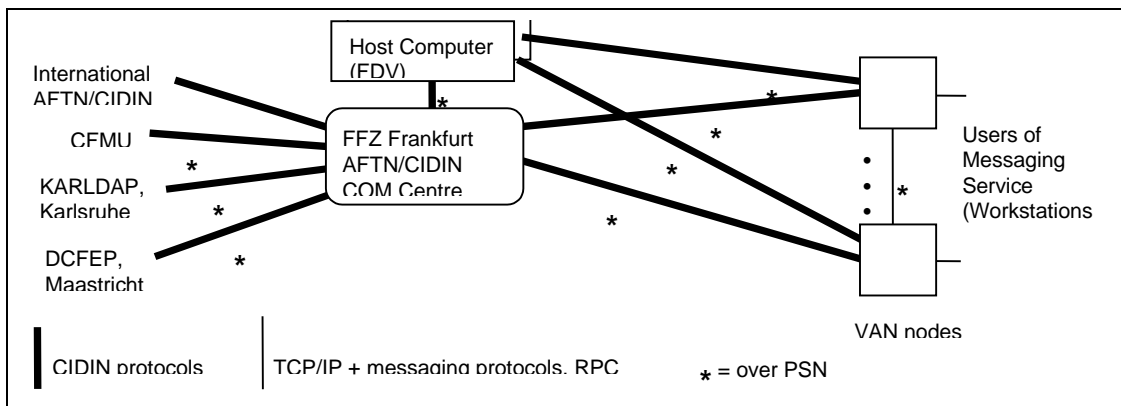 Host Computer
(EDV)
International
AFTN/CIDIN
CFMU
*
KARLDAP,
Karlsruhe
*
DCFEP,
Maastricht
*
*
FFZ Frankfurt
AFTN/CIDIN
COM Centre
*
*
*
*
*
Users of
Messaging
Service
(Workstations
VAN nodes
CIDIN protocols
TCP/IP + messaging protocols, RPC
* = over PSN